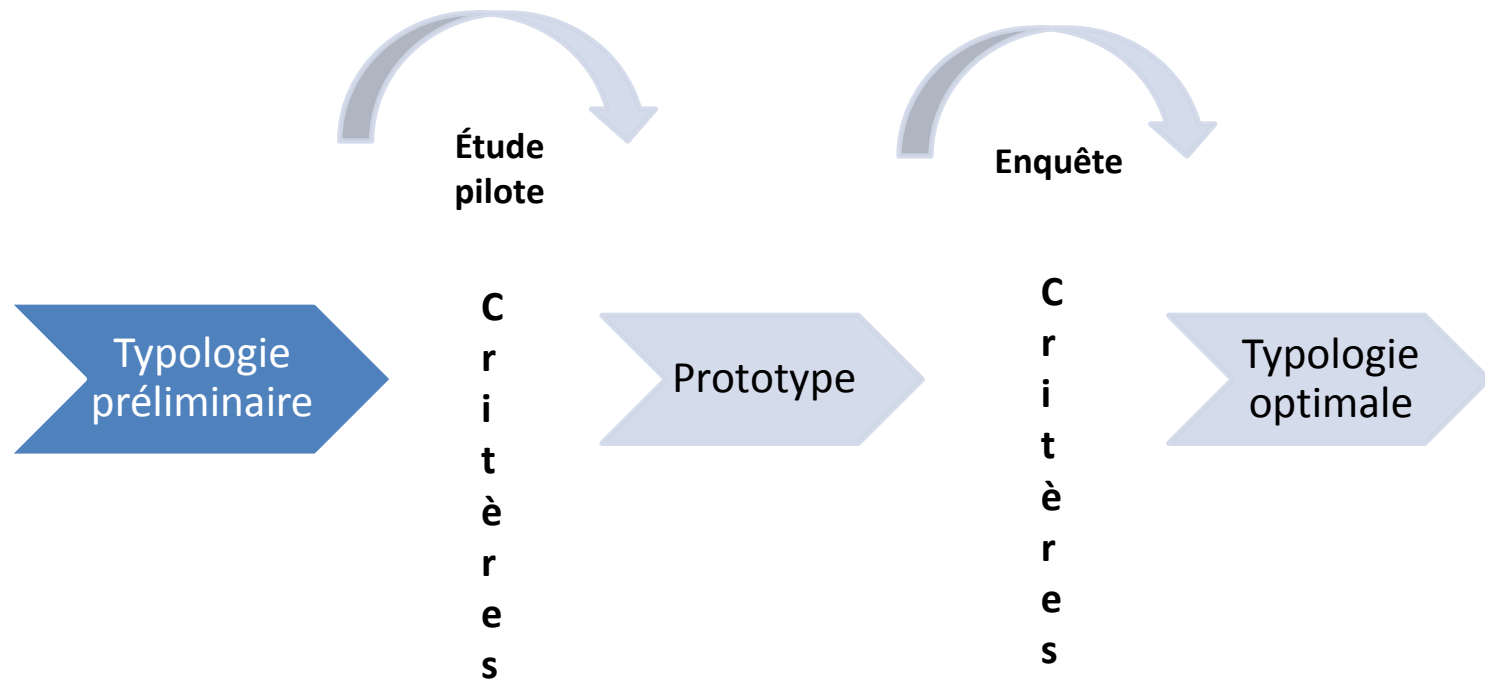 Étude
pilote
Enquête
Typologie
préliminaire
C
r
i
t
è
r
e
s
Prototype
C
r
i
t
è
r
e
s
Typologie
optimale